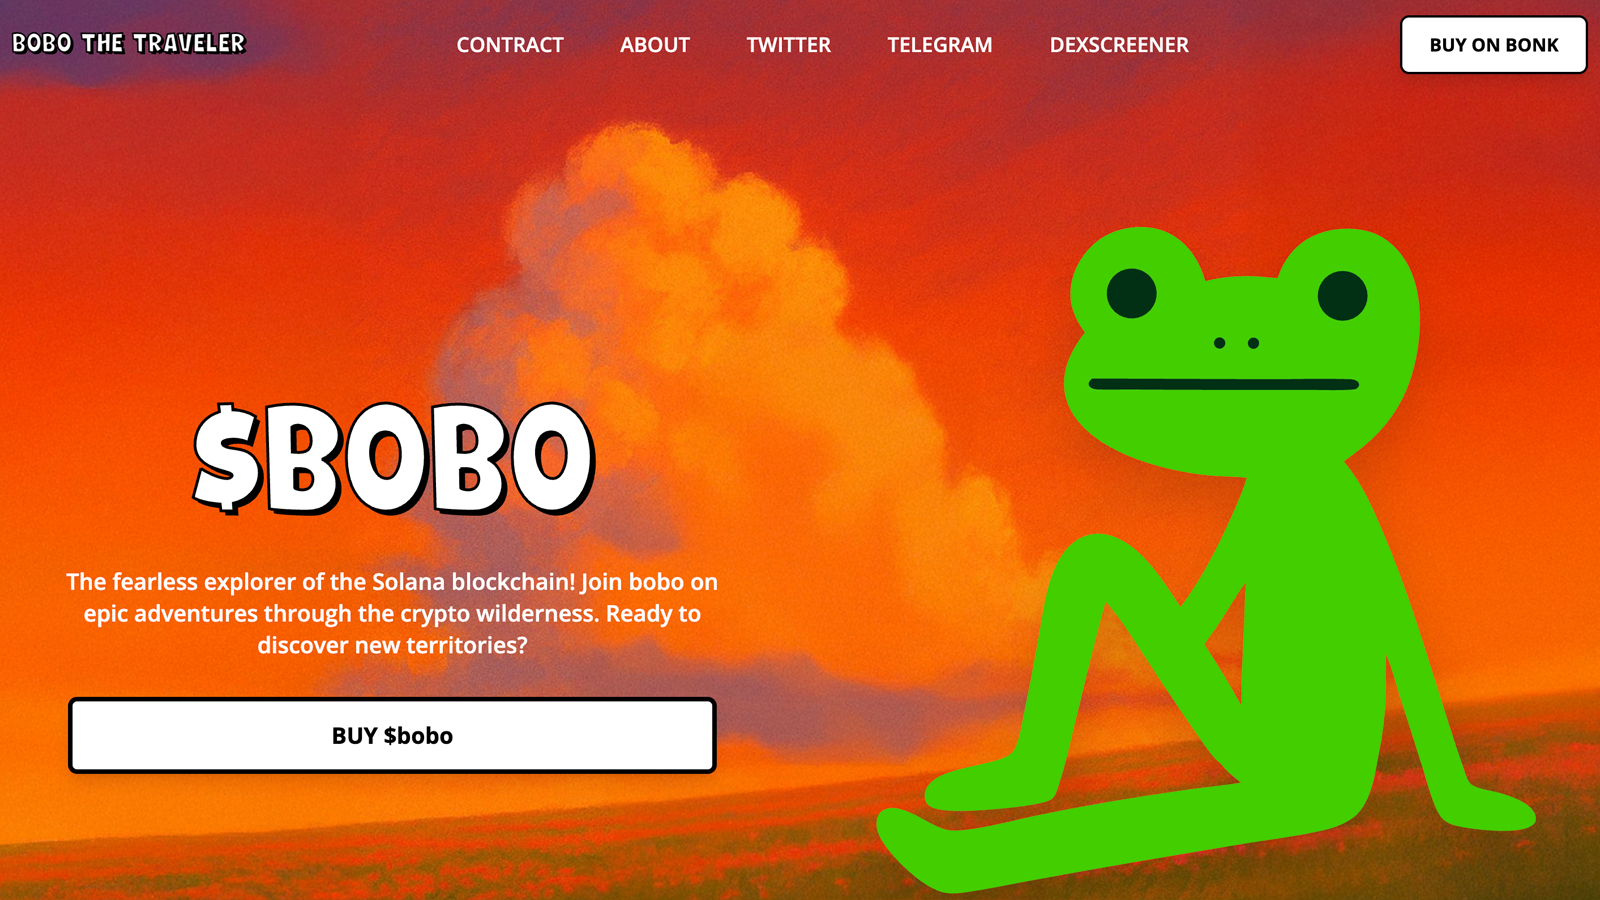 BOBO THE TRAVELER
CONTRACT
ABOUT
TWITTER
TELEGRAM
DEXSCREENER
BUY ON BONK
$BOBO
The fearless explorer of the Solana blockchain! Join bobo on
epic adventures through the crypto wilderness. Ready to
discover new territories?
BUY $bobo